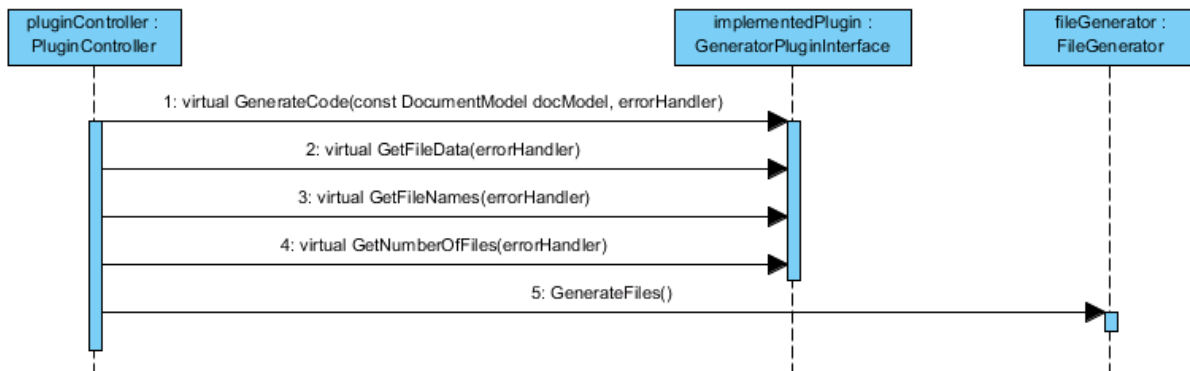 pluginController :
PluginController
implementedPlugin :
GeneratorPluginInterface
fileGenerator :
FileGenerator
1: virtual GenerateCode(const DocumentModel docModel, errorHandler)
2: virtual GetFileData(errorHandler)
3: virtual GetFileNames(errorHandler)
4: virtual GetNumberOfFiles(errorHandler)
5: GenerateFiles()